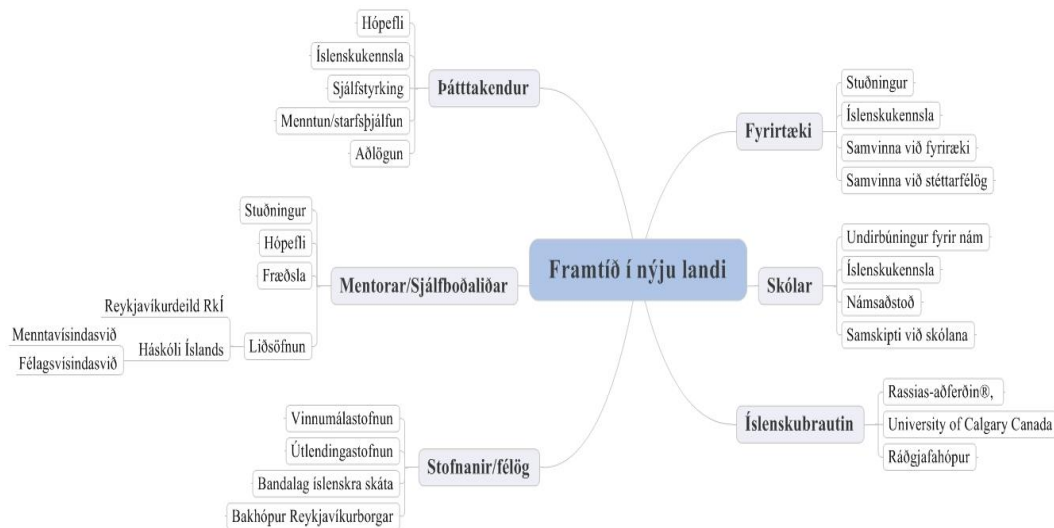 Hópefli
Íslenskukennsla
Sjálfstyrking
Menntun/starfsþjálfun
Aðlögun
Þátttakendur
Stuðningur
Hópefli
Fræðsla
Liðsöfnun
Reykjavíkurdeild RkÍ
Háskóli Íslands
Menntavísindasvið
Félagsvísindasvið
Mentorar/Sjálfboðaliðar
Vinnumálastofnun
Útlendingastofnun
Bandalag íslenskra skáta
Bakhópur Reykjavíkurborgar
Stofnanir/félög
Framtíð í nýju landi
Fyrirtæki
Stuðningur
Íslenskukennsla
Samvinna við fyriræki
Samvinna við stéttarfélög
Skólar
Undirbúningur fyrir nám
Íslenskukennsla
Námsaðstoð
Samskipti við skólana
Íslenskubrautin
Rassias-aðferðin®,
University of Calgary Canada
Ráðgjafahópur